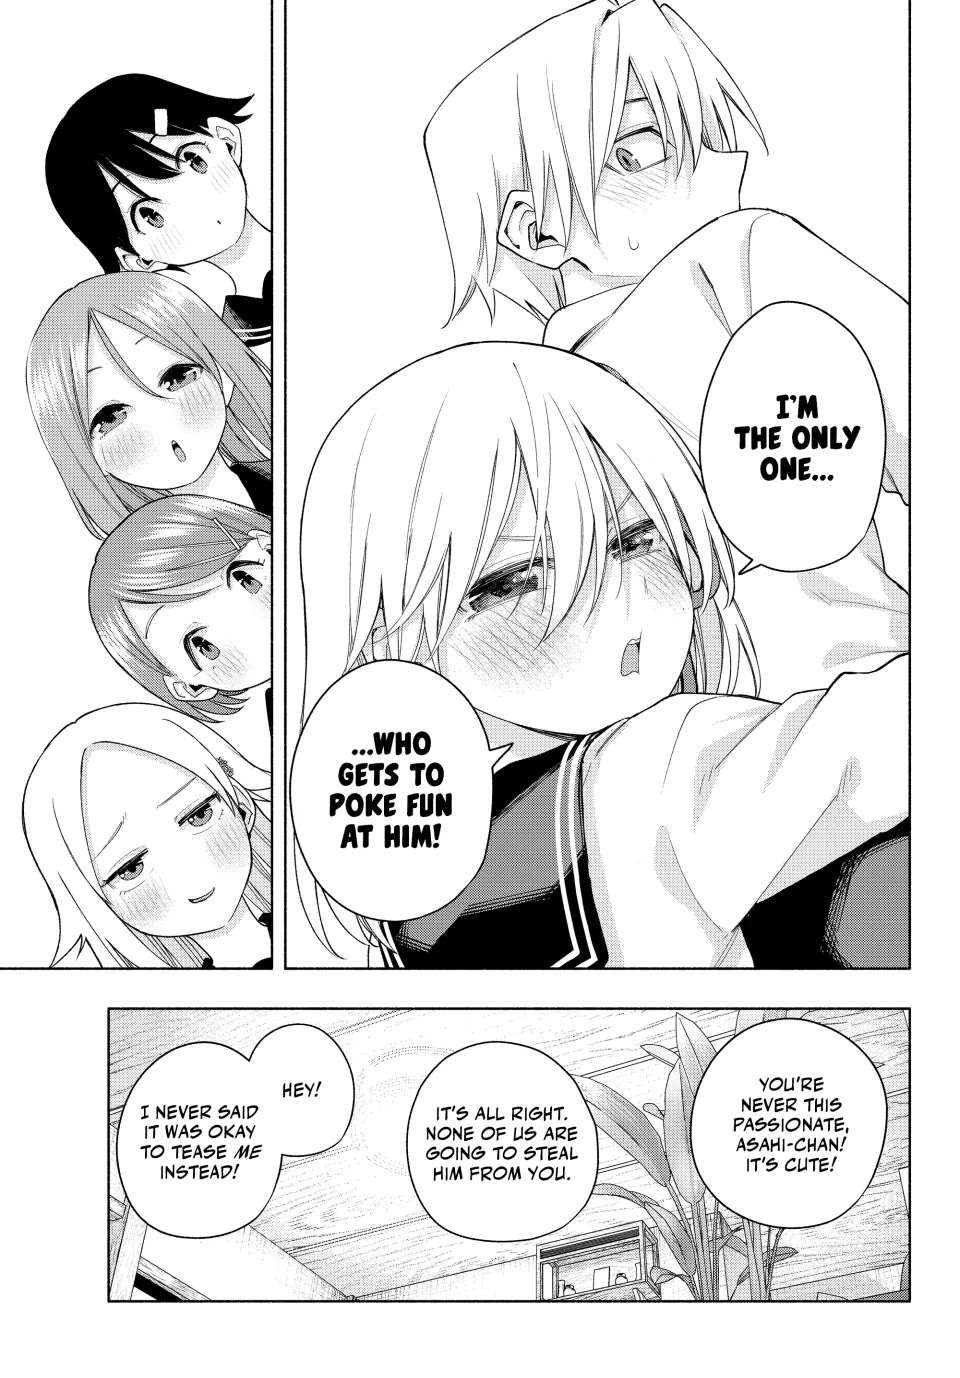 I'M
THE ONLY
ONE...
...WHO
GETS TO
POKE FUN
AT HIM!
YOU'RE
NEVER THIS
PASSIONATE,
ASAHI-CHAN!
IT'S CUTE!
IT'S ALL RIGHT.
NONE OF US ARE
GOING TO STEAL
HIM FROM YOU.
HEY!
I NEVER SAID
IT WAS OKAY
TO TEASE ME
INSTEAD!